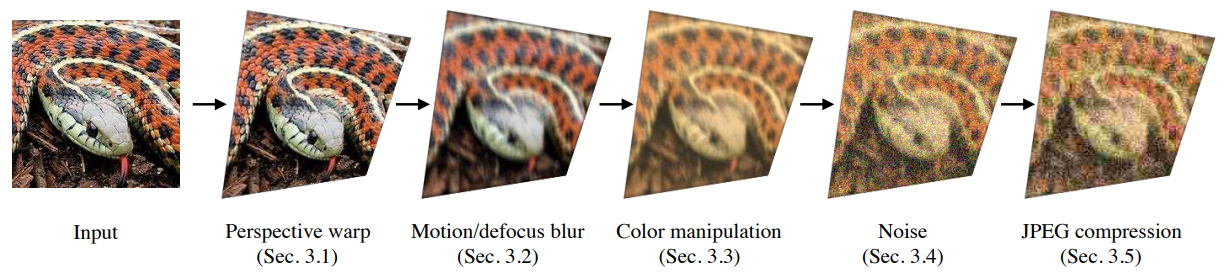 Input
Perspective warp
(Sec. 3.1)
Motion/defocus blur
(Sec. 3.2)
Color manipulation
(Sec. 3.3)
Noise
(Sec. 3.4)
JPEG compression
(Sec. 3.5)